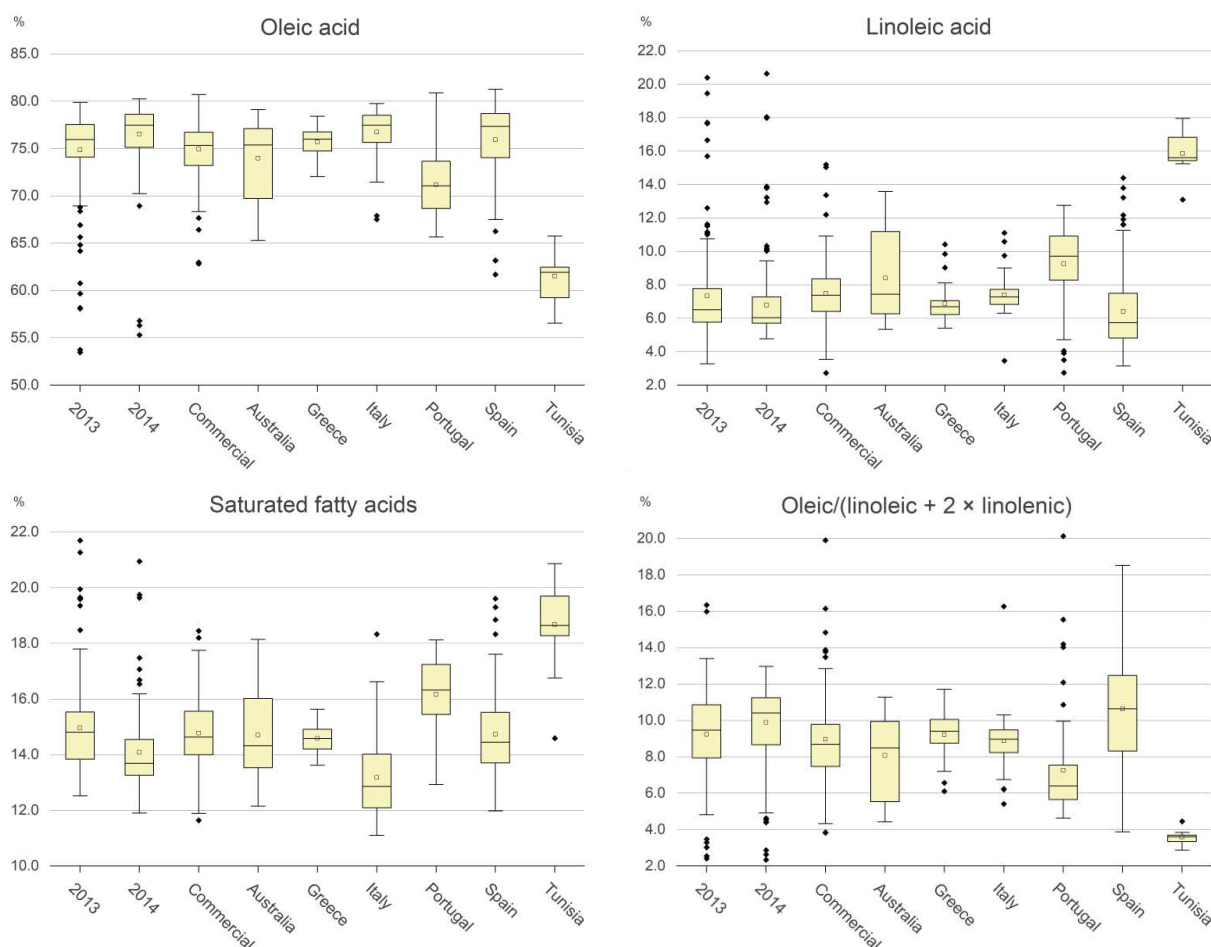 Oleic acid
%
85.0
80.0
75.0
70.0
65.0
60.0
55.0
50.0
2013
2014
Commercial
Australia
Greece
Italy
Portugal
Spain
Tunisia
Linoleic acid
%
22.0
20.0
18.0
16.0
14.0
12.0
10.0
8.0
6.0
4.0
2.0
2013
2014
Commercial
Australia
Greece
Italy
Portugal
Spain
Tunisia
Saturated fatty acids
%
22.0
20.0
18.0
16.0
14.0
12.0
10.0
2013
2014
Commercial
Australia
Greece
Italy
Portugal
Spain
Tunisia
Oleic/(linoleic + 2 × linolenic)
%
20.0
18.0
16.0
14.0
12.0
10.0
8.0
6.0
4.0
2.0
2013
2014
Commercial
Australia
Greece
Italy
Portugal
Spain
Tunisia